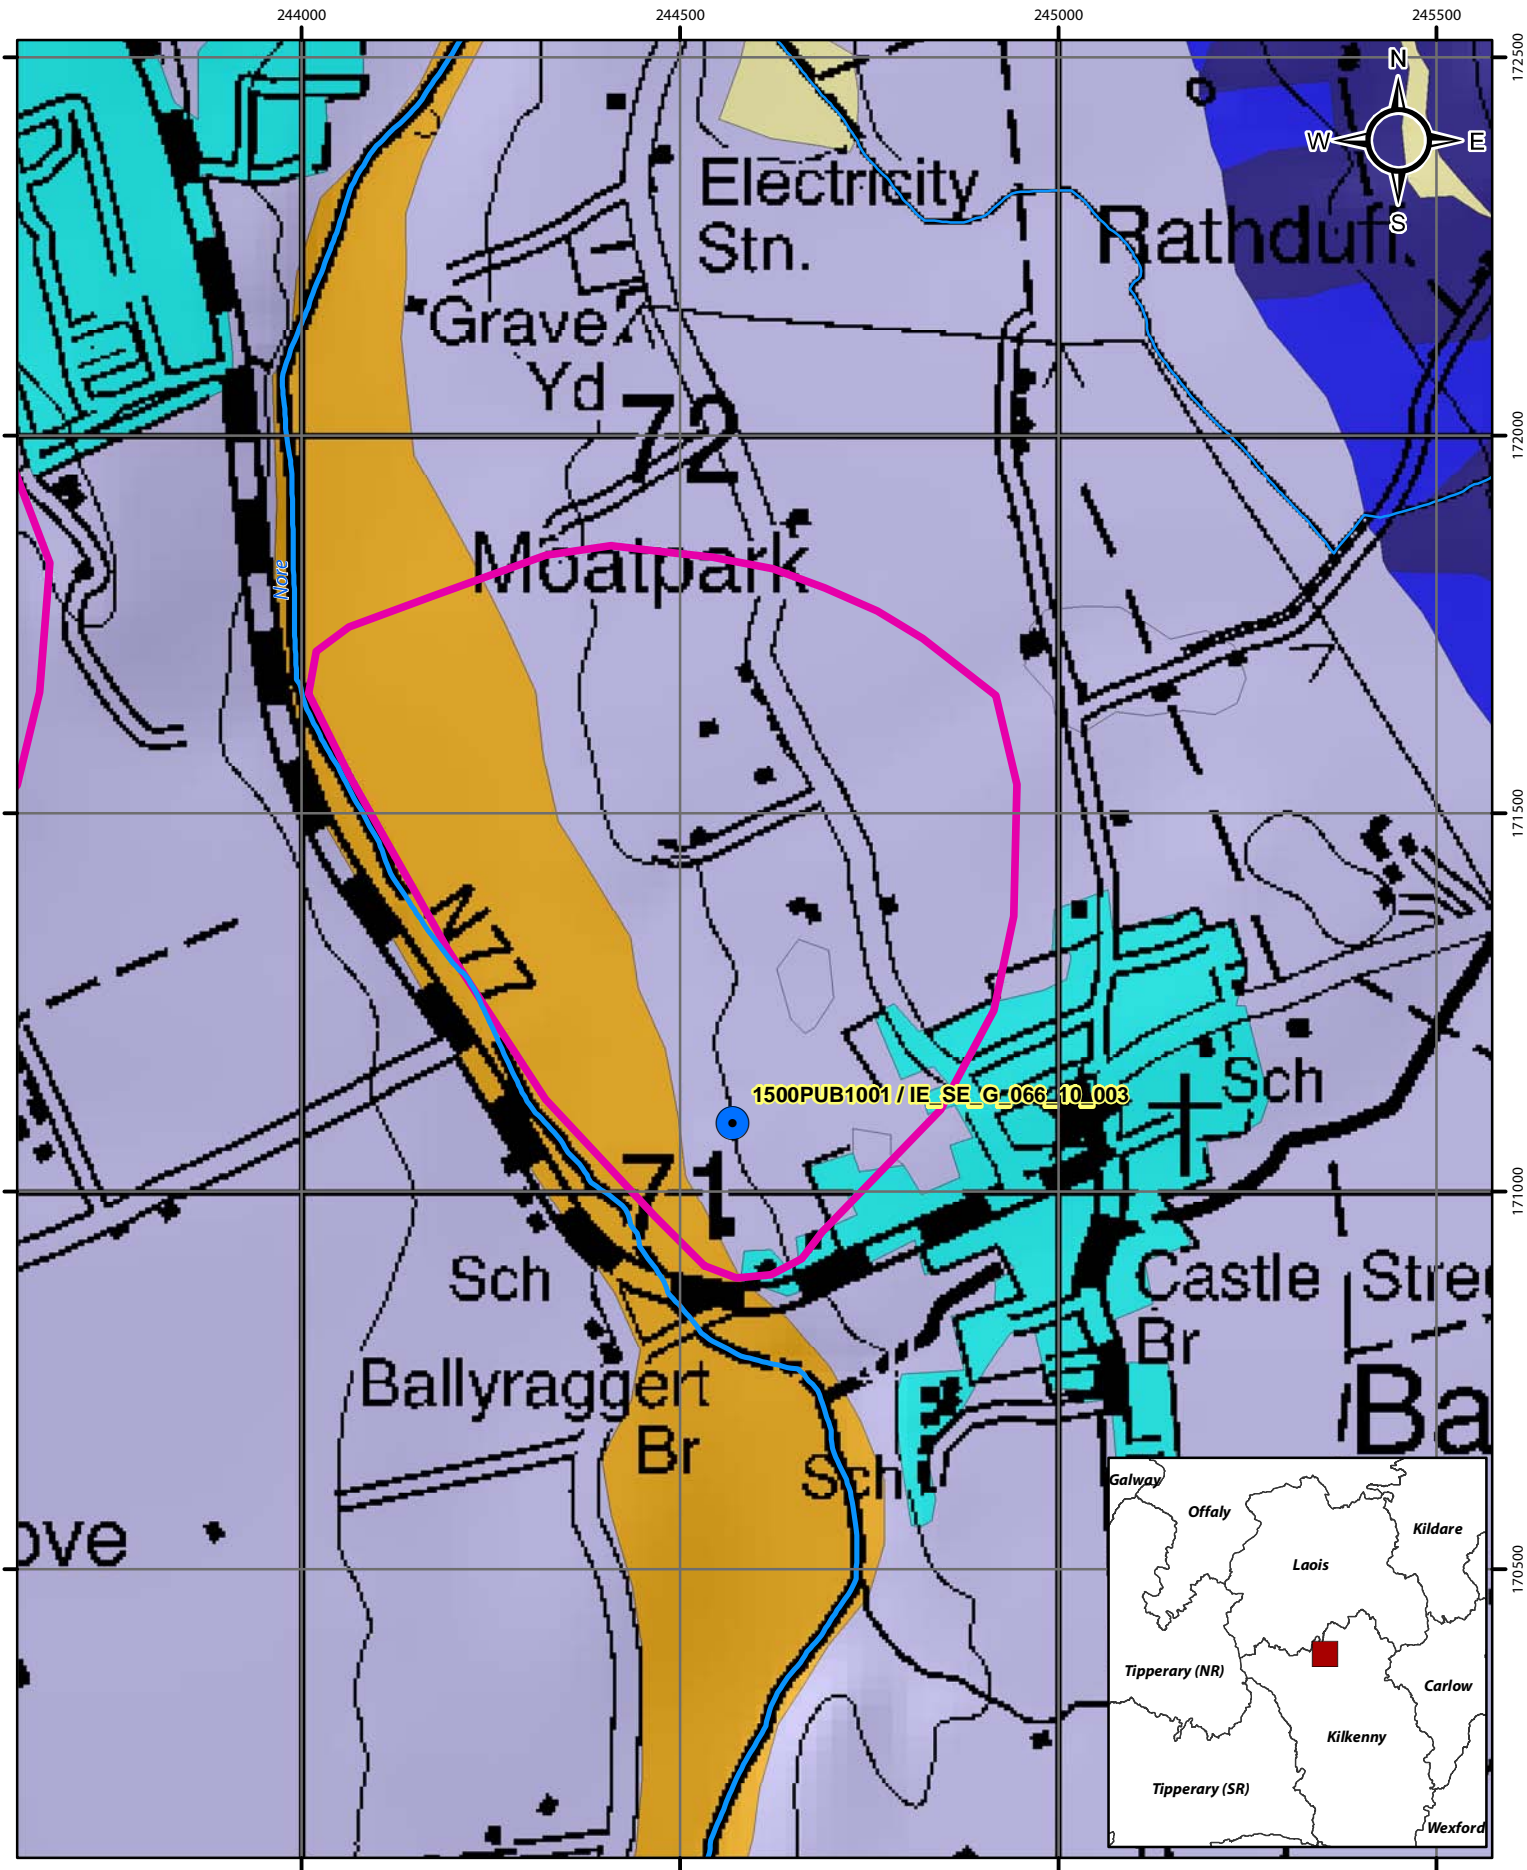 244000
244500
245000
245500
172500
N
W
E
S
Electricity
Stn.
Rathduff
Grave
Yd
72
172000
Moatpark
Nore
171500
N77
1500PUB1001 / IE_SE_G_066_10_003
Sch
71
171000
Sch
Castle
Stre
Br
Ballyraggert
Br
Ba
Sch
ove
170500
Galway
Offaly
Kildare
Laois
Tipperary (NR)
Carlow
Kilkenny
Tipperary (SR)
Wexford